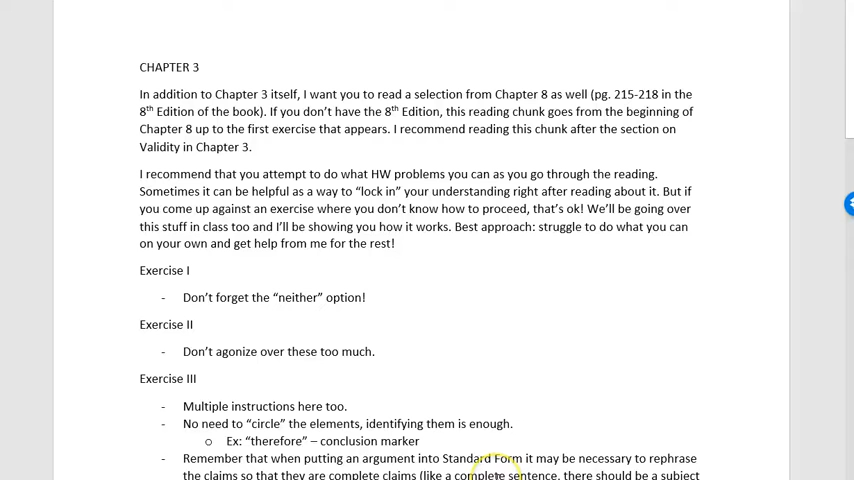 CHAPTER 3
In addition to Chapter 3 itself, I want you to read a selection from Chapter 8 as well (pg. 215-218 in the
8th Edition of the book). If you don’t have the 8th Edition, this reading chunk goes from the beginning of
Chapter 8 up to the first exercise that appears. I recommend reading this chunk after the section on
Validity in Chapter 3.
I recommend that you attempt to do what HW problems you can as you go through the reading.
Sometimes it can be helpful as a way to “lock in” your understanding right after reading about it. But if
you come up against an exercise where you don’t know how to proceed, that’s ok! We’ll be going over
this stuff in class too and I’ll be showing you how it works. Best approach: struggle to do what you can
on your own and get help from me for the rest!
Exercise I
- Don’t forget the “neither” option!
Exercise II
- Don’t agonize over these too much.
Exercise III
- Multiple instructions here too.
- No need to “circle” the elements, identifying them is enough.
o Ex: “therefore” – conclusion marker
- Remember that when putting an argument into Standard Form it may be necessary to rephrase
the claims so that they are complete claims (like a complete sentence, there should be a subject